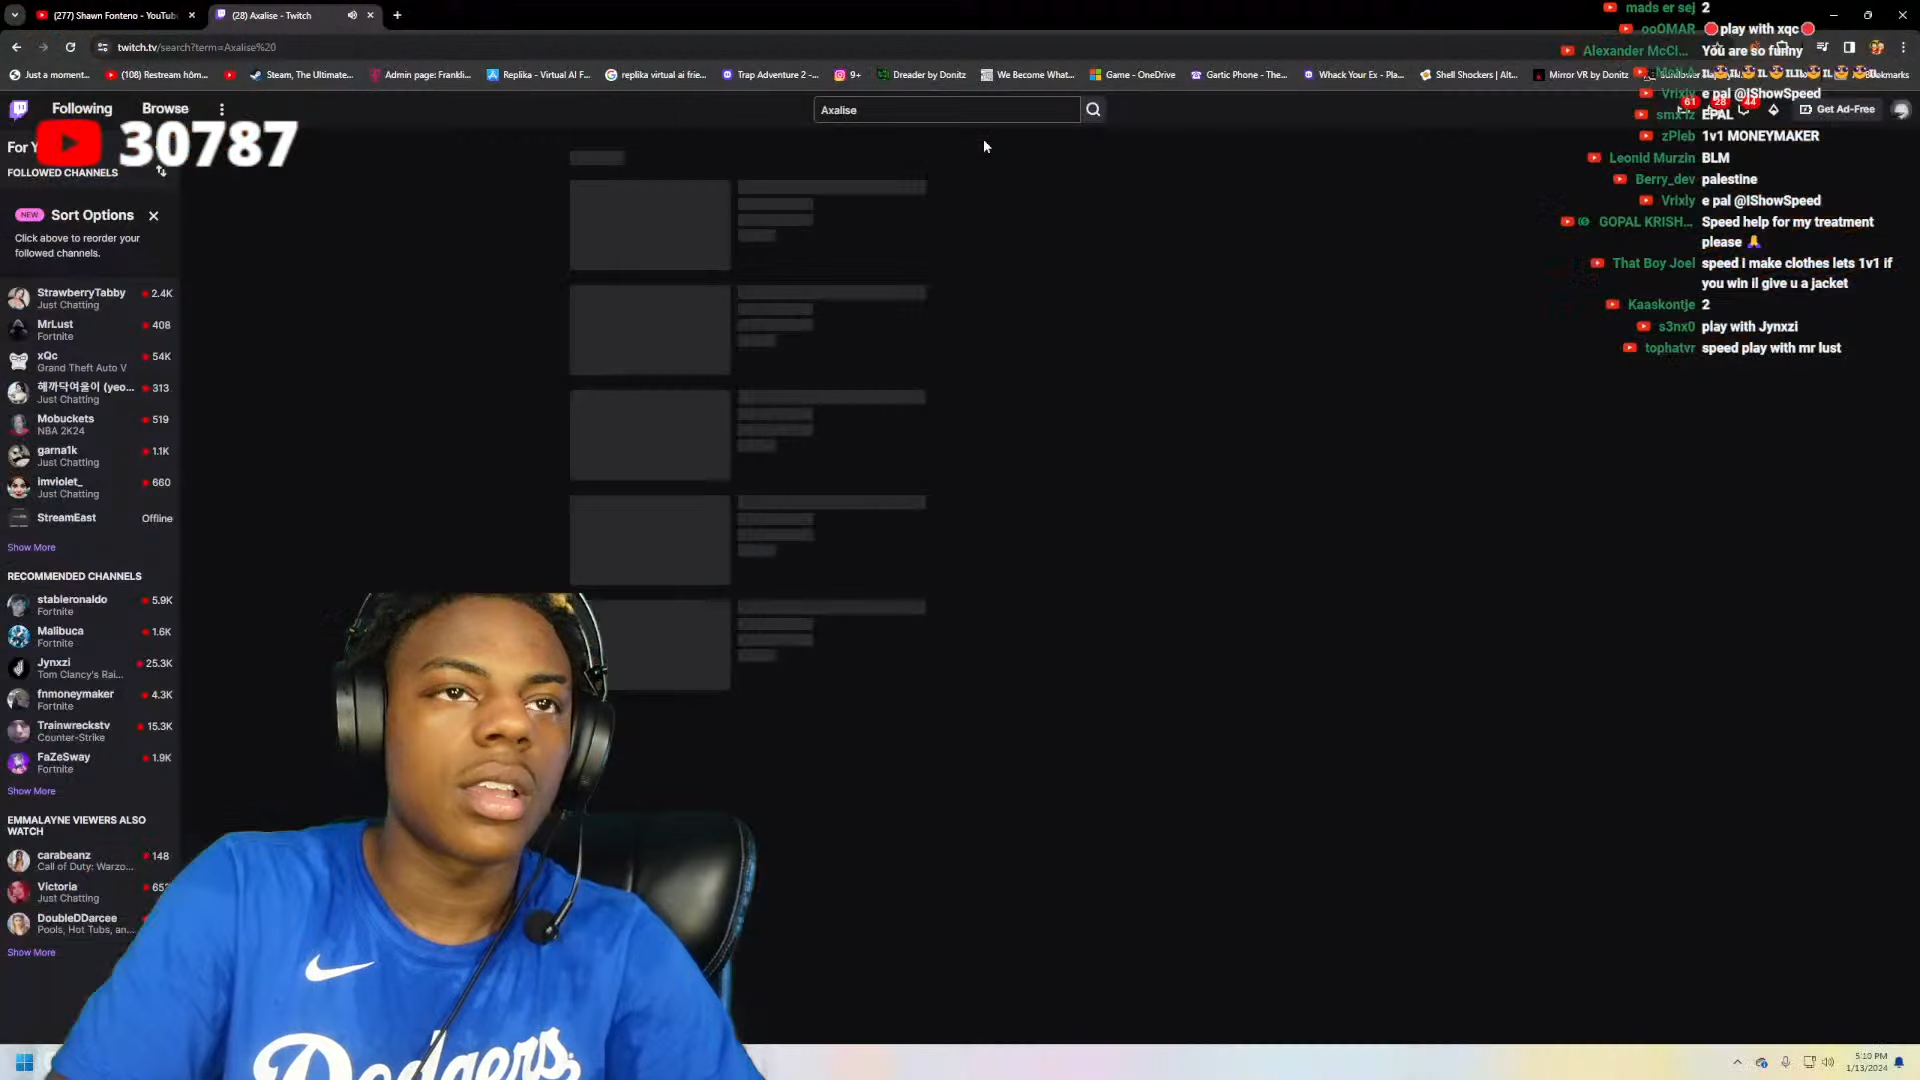 (277) Shawn Fonteno - YouTub
(28) Axalise - Twitch
twitch.tv/search?term=Axalise%20
Just a moment...
(108) Restream hôm...
Steam, The Ultimate...
Admin page: Frankli...
Replika - Virtual AI F...
replika virtual ai frie...
Trap Adventure 2 –...
9+
Dreader by Donitz
We Become What...
Game - OneDrive
Gartic Phone - The...
Whack Your Ex - Pla...
Shell Shockers | Alt...
Mirror VR by Donitz
Following
Browse
Axalise
61
28
44
Get Ad-Free
For Y
30787
FOLLOWED CHANNELS
NEW Sort Options
Click above to reorder your
followed channels.
StrawberryTabby 2.4K
Just Chatting
MrLust 408
Fortnite
xQc 54K
Grand Theft Auto V
해까닥여울이 (yeo... 313
Just Chatting
Mobuckets 519
NBA 2K24
garna1k 1.1K
Just Chatting
imviolet_ 660
Just Chatting
StreamEast Offline
Show More
RECOMMENDED CHANNELS
stableronaldo 5.9K
Fortnite
Malibuca 1.6K
Fortnite
Jynxzi 25.3K
Tom Clancy's Rai...
fnmoneymaker 4.3K
Fortnite
Trainwreckstv 15.3K
Counter-Strike
FaZeSway 1.9K
Fortnite
Show More
EMMALAYNE VIEWERS ALSO
WATCH
carabeanz 148
Call of Duty: Warzo...
Victoria 65
Just Chatting
DoubleDDarcee
Pools, Hot Tubs, an...
Show More
mads er sej 2
ooOMAR 🛑play with xqc🛑
Alexander McCl... You are so funny
Vrixly e pal @IShowSpeed
smx iz EPAL
zPleb 1v1 MONEYMAKER
Leonid Murzin BLM
Berry_dev palestine
Vrixly e pal @IShowSpeed
GOPAL KRISH... Speed help for my treatment
please 🙏
That Boy Joel speed i make clothes lets 1v1 if
you win il give u a jacket
Kaaskontje 2
s3nx0 play with Jynxzi
tophatvr speed play with mr lust
Dodgers
5:10 PM
1/13/2024